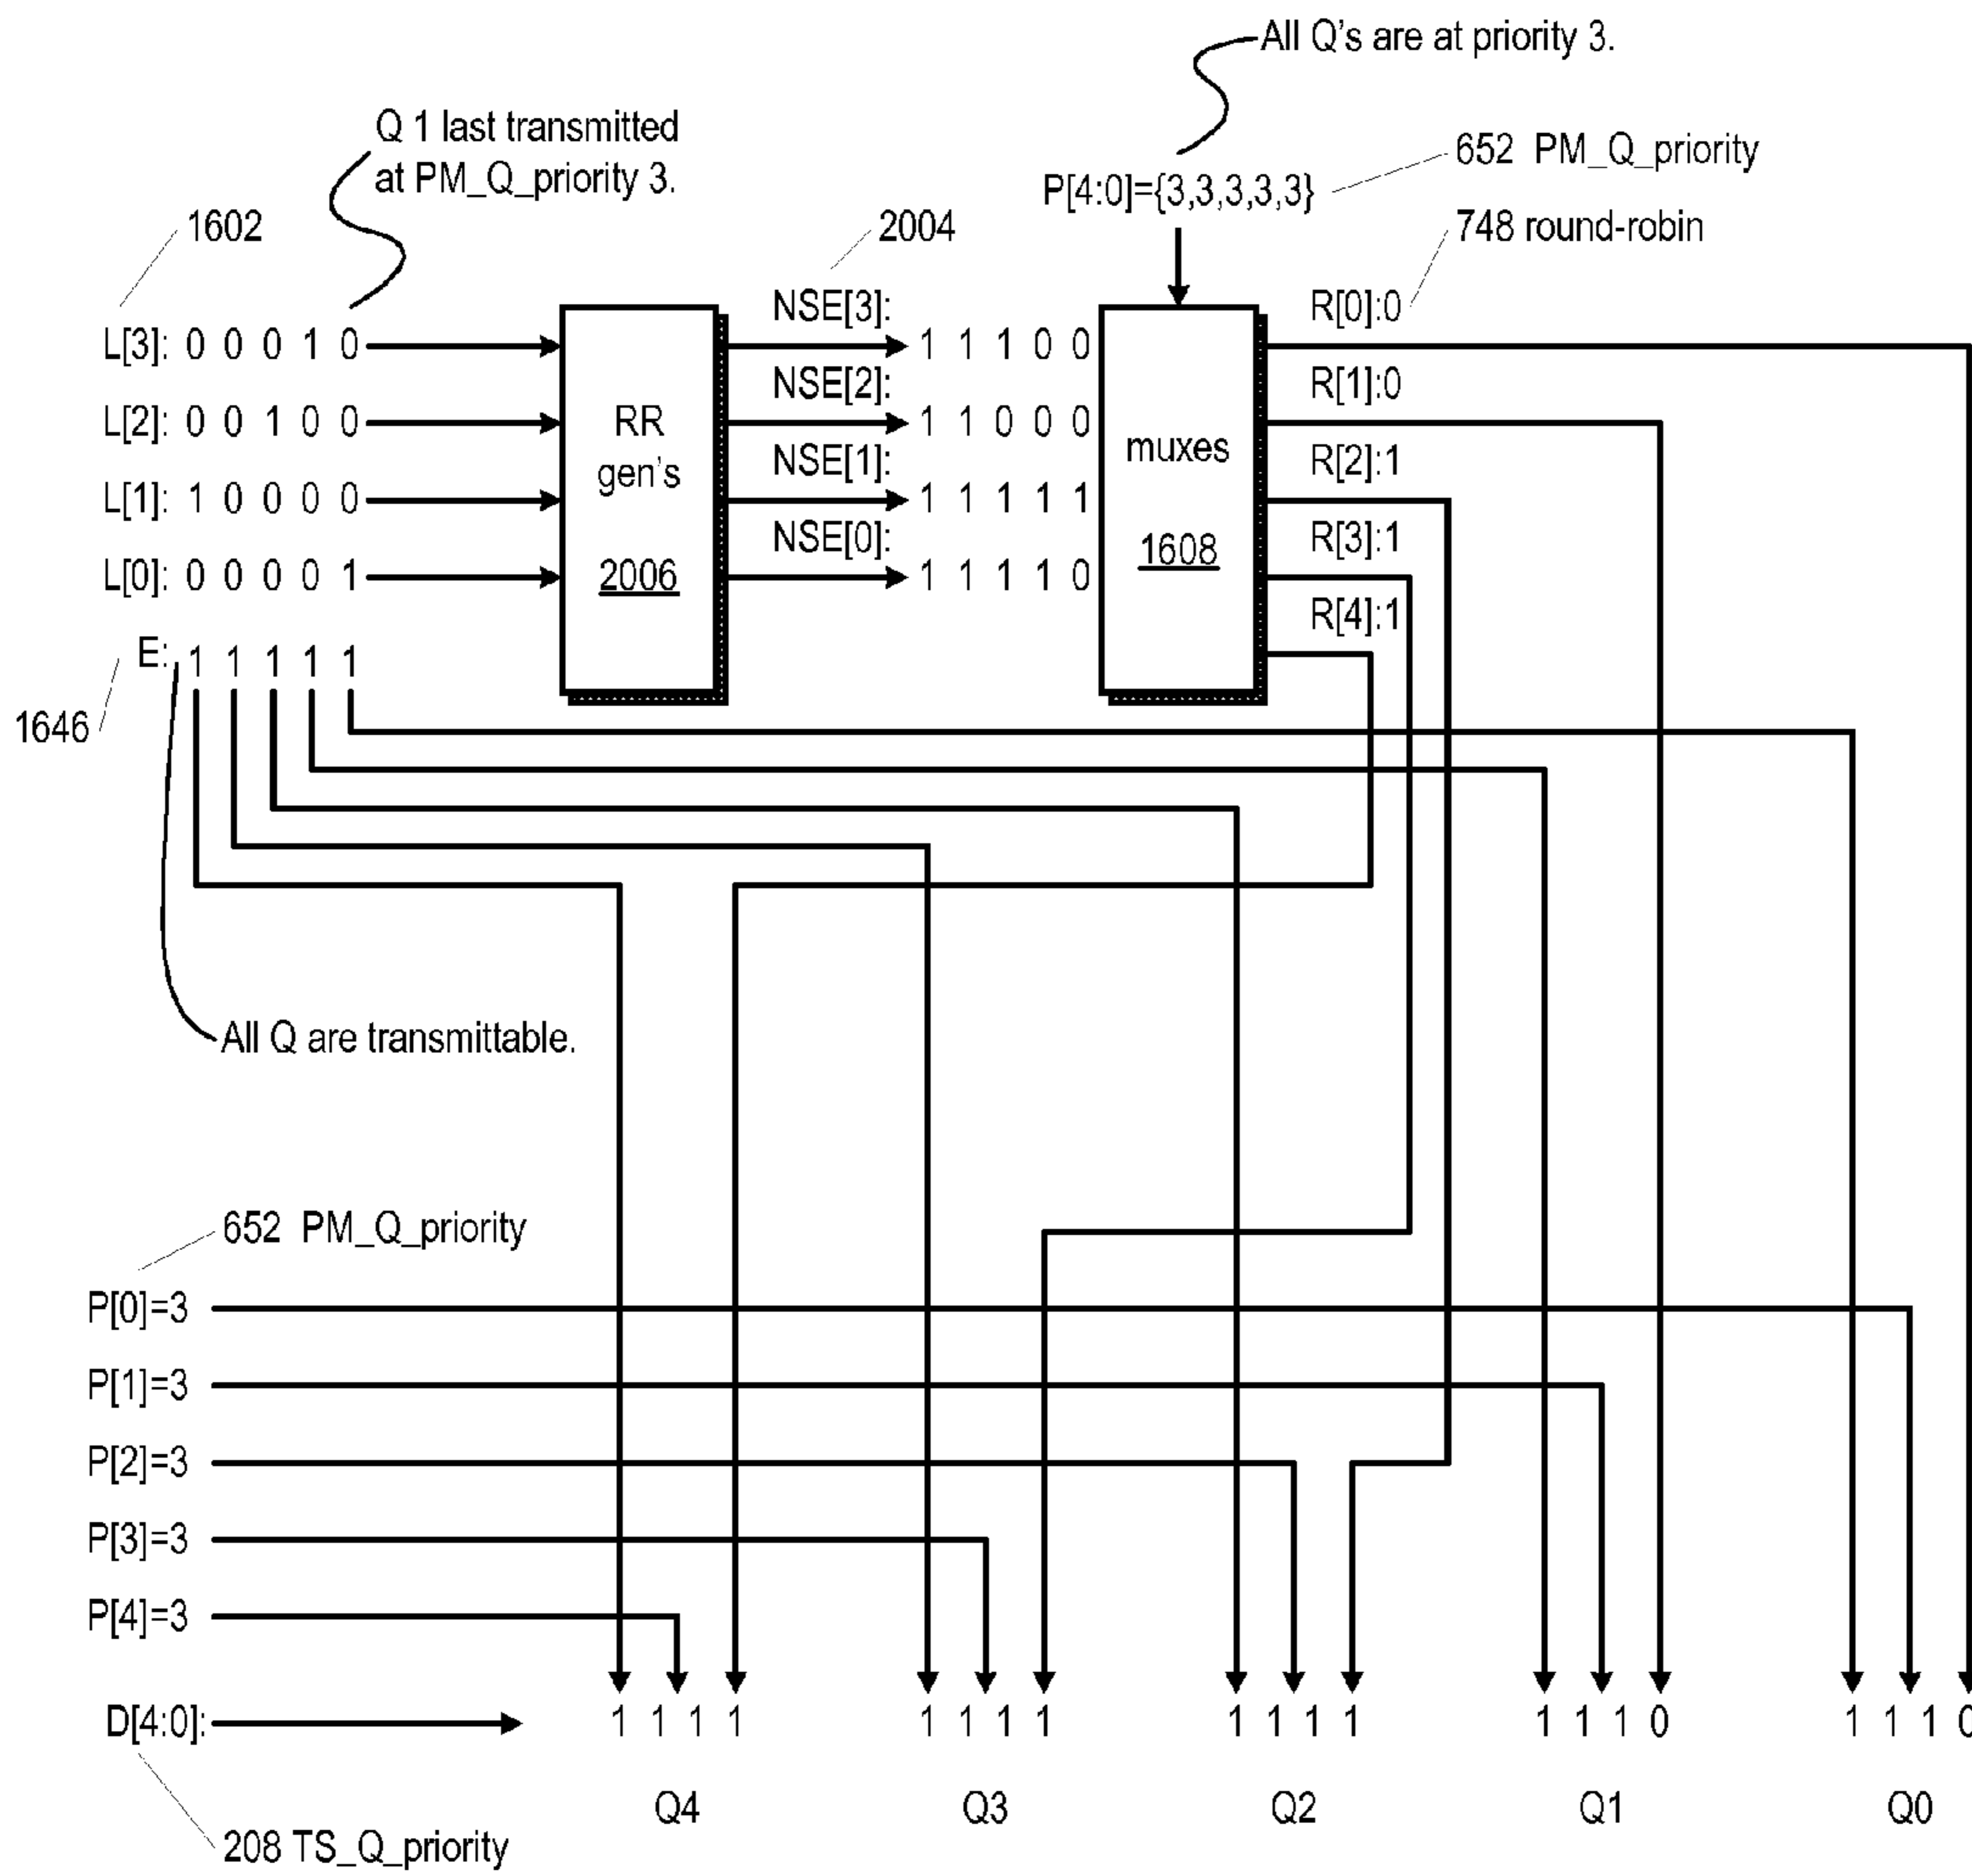 All Q's are at priority 3.
Q 1 last transmitted
at PM_Q_priority 3.
652 PM_Q_priority
P[4:0]={3,3,3,3,3}
1602
2004
748 round-robin
L[3]: 0 0 0 1 0
L[2]: 0 0 1 0 0
L[1]: 1 0 0 0 0
L[0]: 0 0 0 0 1
E: 1 1 1 1 1
1646
RR
gen's
2006
NSE[3]:
1 1 1 0 0
NSE[2]:
1 1 0 0 0
NSE[1]:
1 1 1 1 1
NSE[0]:
1 1 1 1 0
muxes
1608
R[0]:0
R[1]:0
R[2]:1
R[3]:1
R[4]:1
All Q are transmittable.
652 PM_Q_priority
P[0]=3
P[1]=3
P[2]=3
P[3]=3
P[4]=3
D[4:0]: 1 1 1 1 1 1 1 1 1 1 1 1 1 1 1 0 1 1 1 0
Q4 Q3 Q2 Q1 Q0
208 TS_Q_priority